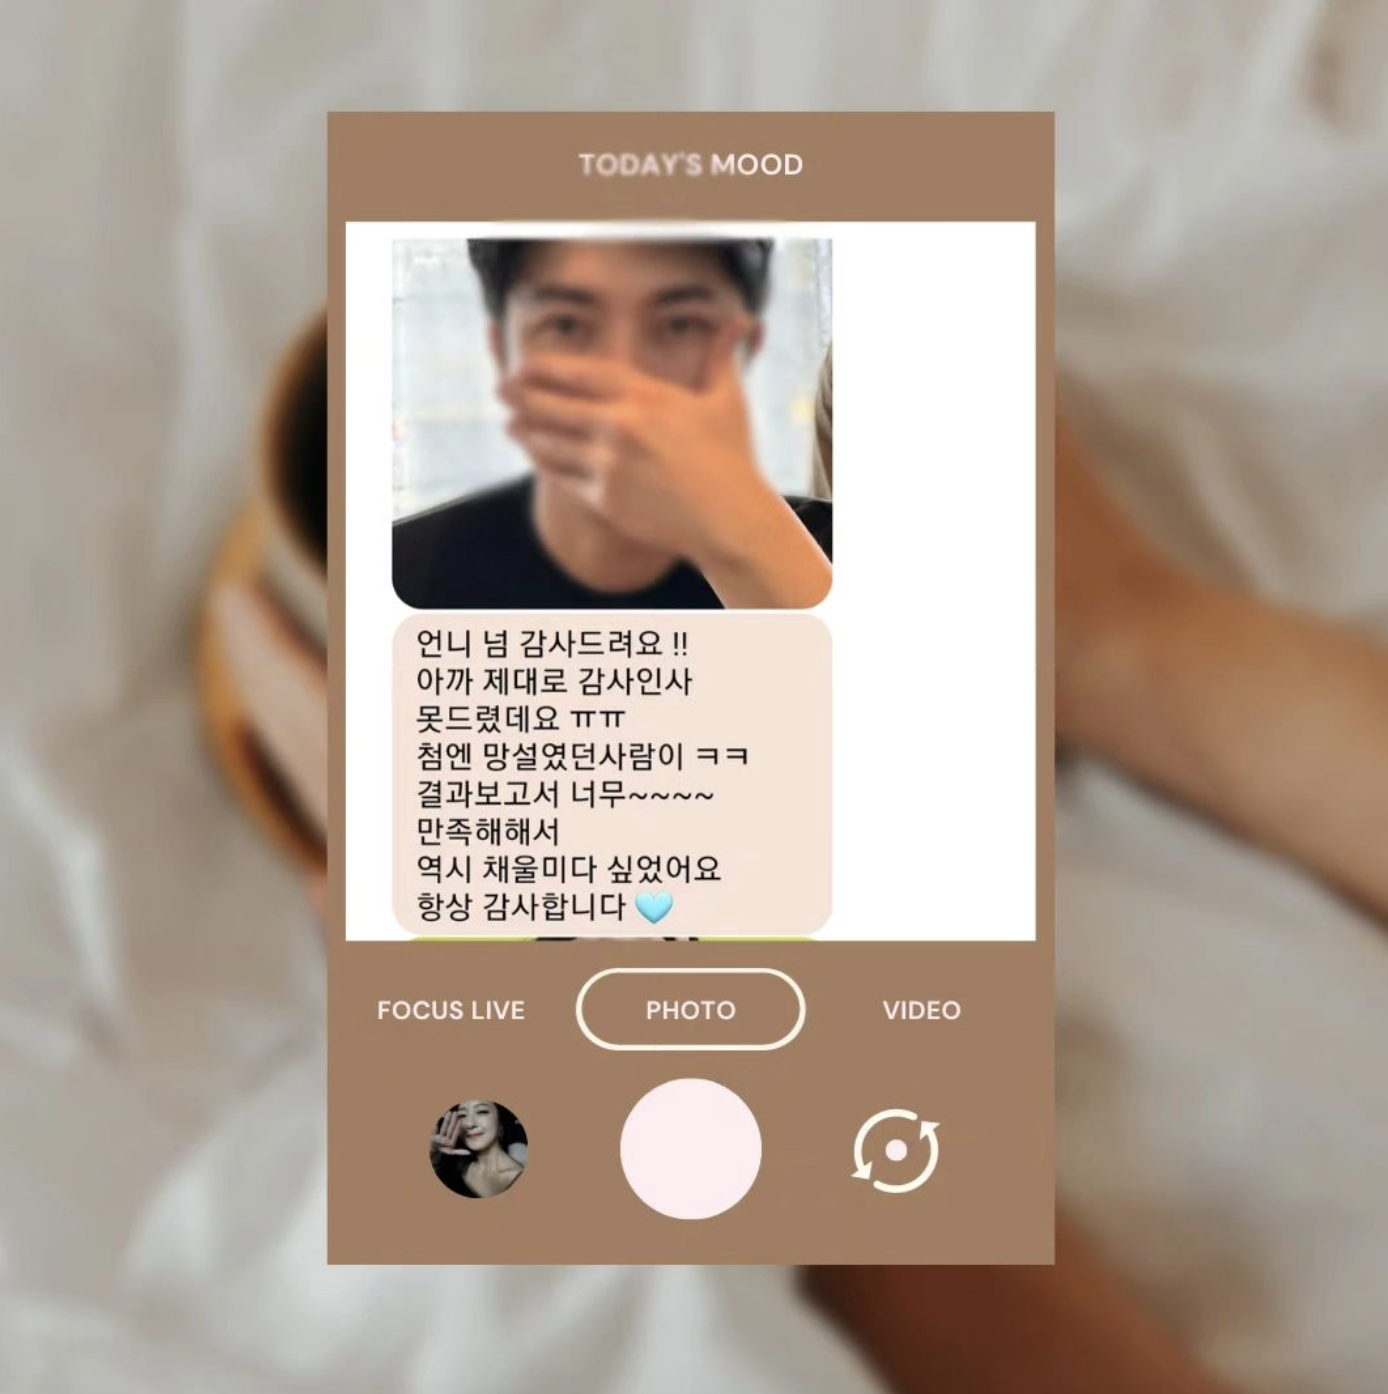 TODAY'S MOOD
언니 넘 감사드려요 !!
아까 제대로 감사인사
못드렸데요 ㅠㅠ
첨엔 망설였던사람이 ㅋㅋ
결과보고서 너무~~~~
만족해해서
역시 채울미다 싶었어요
항상 감사합니다 🩵
FOCUS LIVE
PHOTO
VIDEO